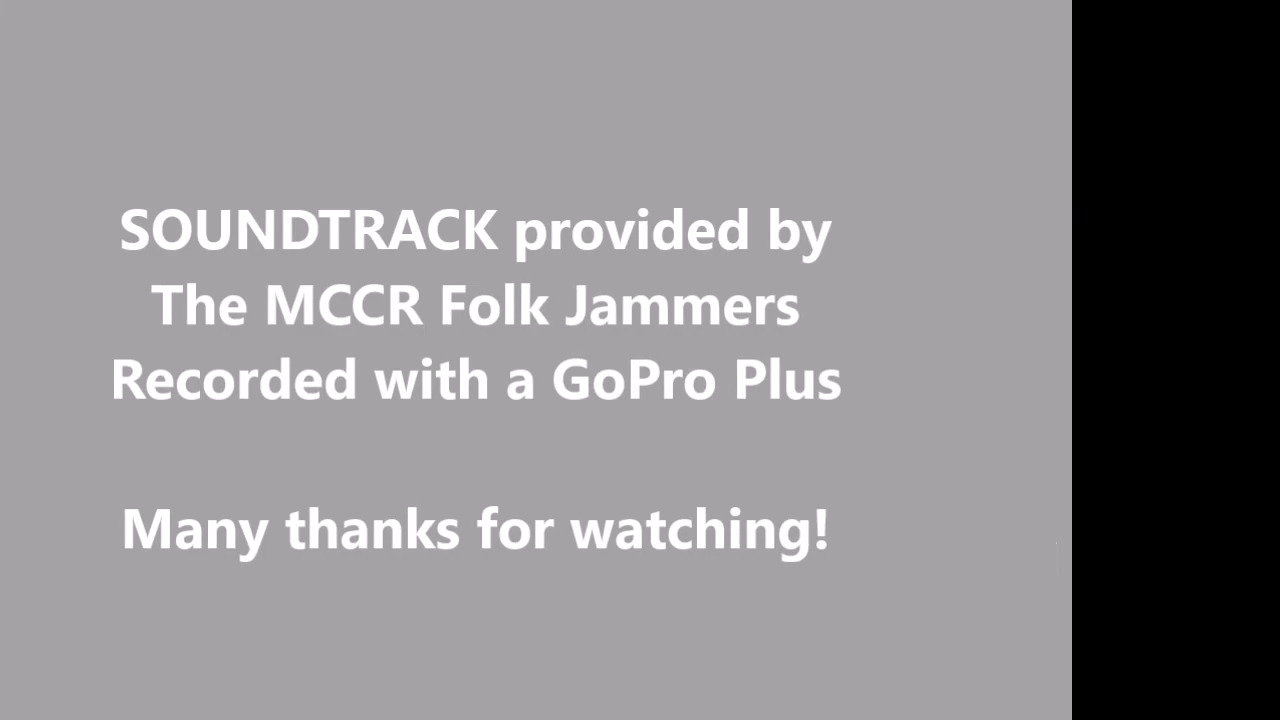 SOUNDTRACK provided by
The MCCR Folk Jammers
Recorded with a GoPro Plus
Many thanks for watching!